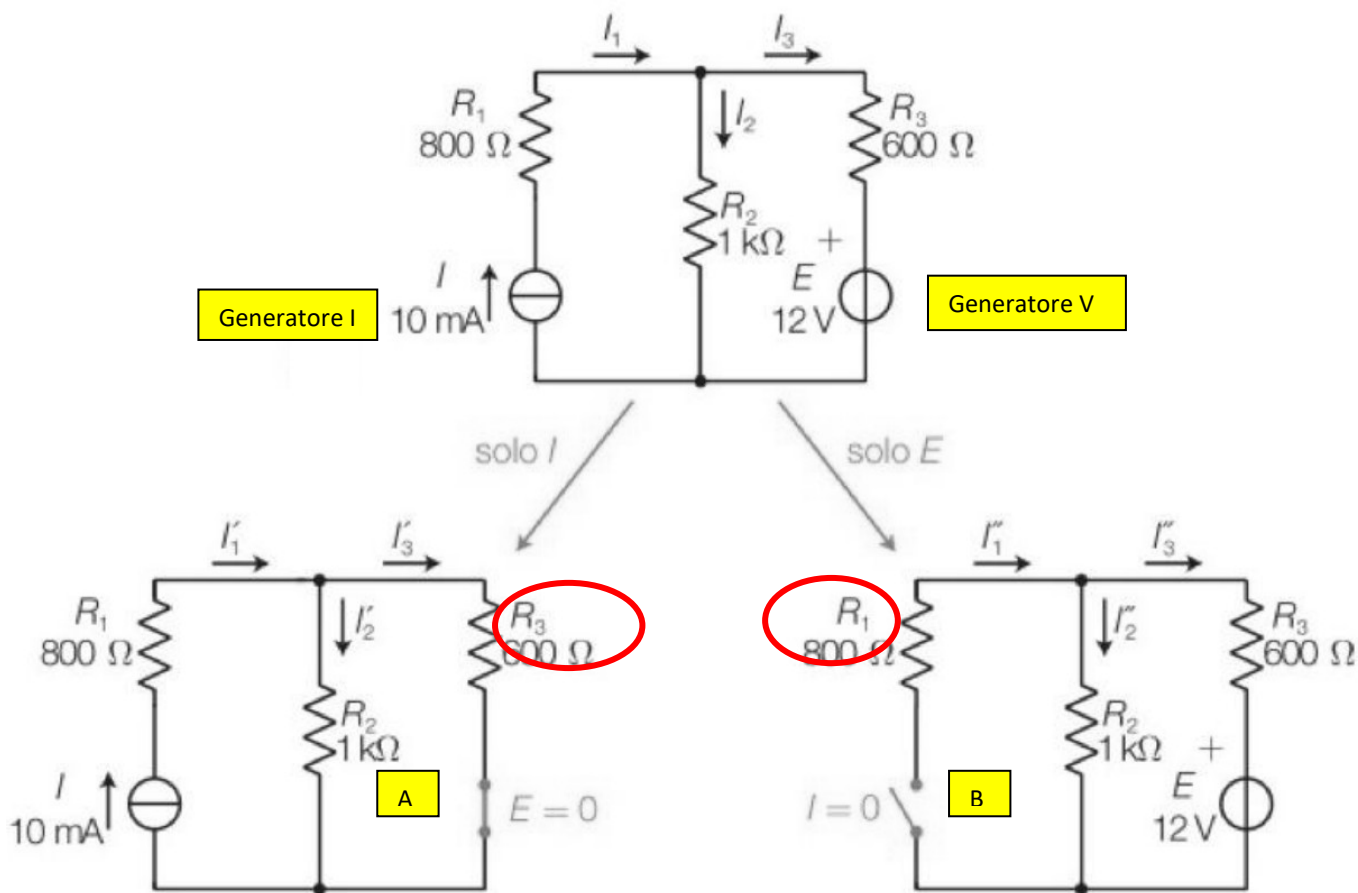 I₁ I₃
R₁
800 Ω
I₂
R₃
600 Ω
R₂
1 kΩ
+
I
10 mA
E
12 V
Generatore I
Generatore V
solo I
solo E
I′₁ I′₃
R₁
800 Ω
I′₂
R₃
600 Ω
R₂
1 kΩ
I
10 mA
A
E = 0
I″₁ I″₃
R₁
800 Ω
I″₂
R₃
600 Ω
R₂
1 kΩ
+
I = 0
B
E
12 V